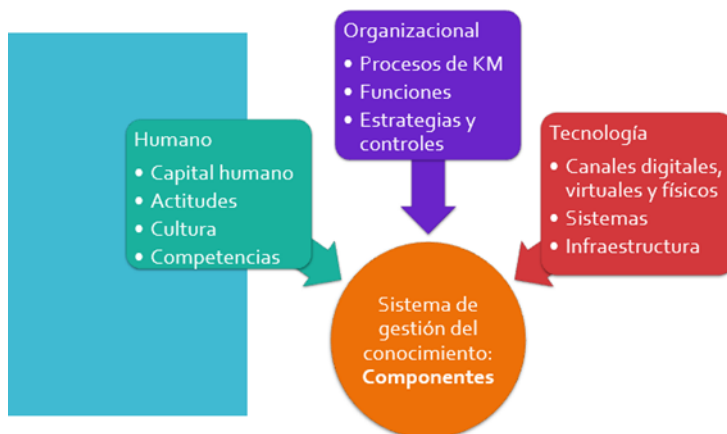 Organizacional
• Procesos de KM
• Funciones
• Estrategias y
controles
Humano
• Capital humano
• Actitudes
• Cultura
• Competencias
Tecnología
• Canales digitales,
virtuales y físicos
• Sistemas
• Infraestructura
Sistema de
gestión del
conocimiento:
Componentes